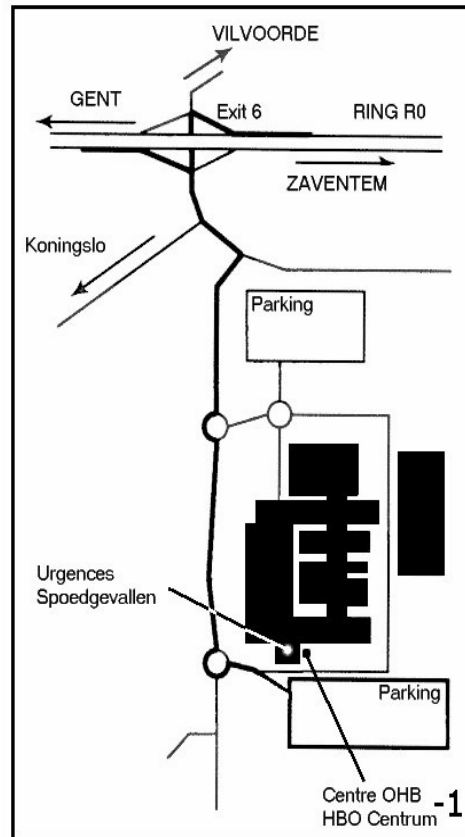 VILVOORDE
GENT
Exit 6
RING R0
ZAVENTEM
Koningslo
Parking
Urgences
Spoedgevallen
Parking
Centre OHB
HBO Centrum -1